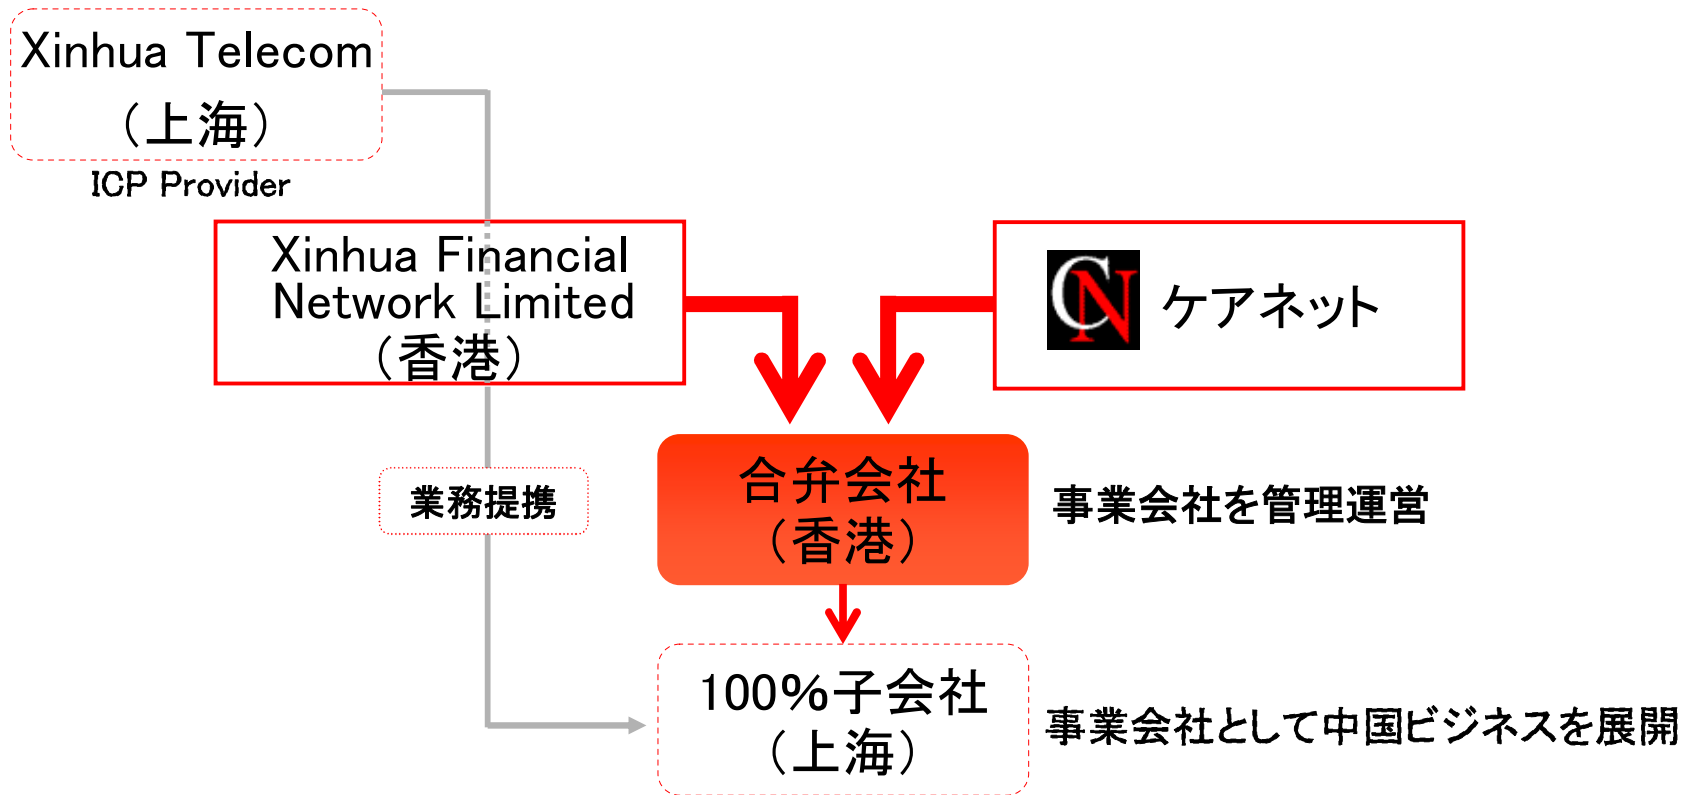 Xinhua Telecom
（上海）
ICP Provider
Xinhua Financial
Network Limited
（香港）
CN ケアネット
業務提携
合弁会社
（香港）
事業会社を管理運営
100%子会社
（上海）
事業会社として中国ビジネスを展開